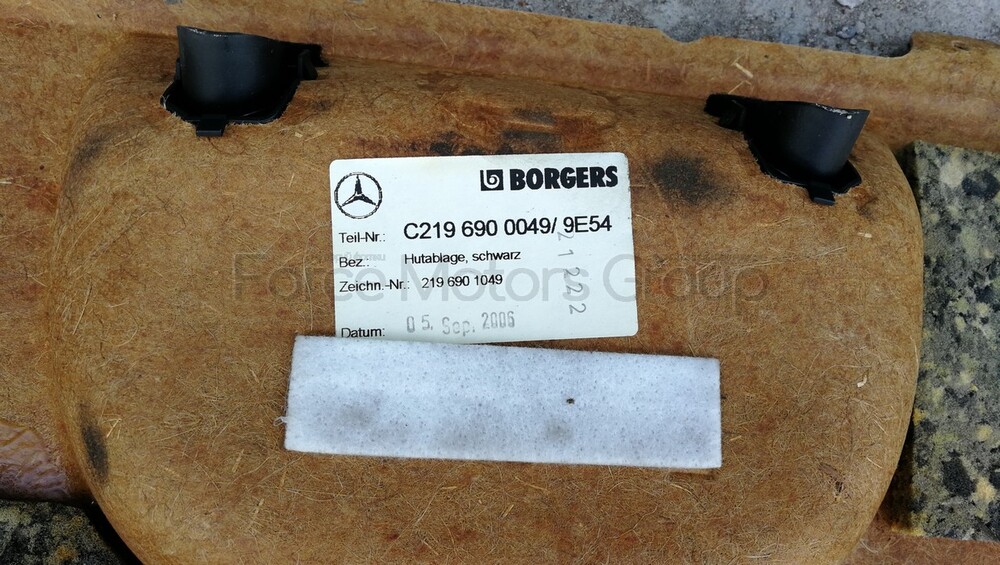 BORGERS
Teil-Nr.: C219 690 0049/ 9E54
Bez.: Hutablage, schwarz
Zeichn.-Nr.: 219 690 1049
Datum: 05. Sep. 2006
21222
Force Motors Group